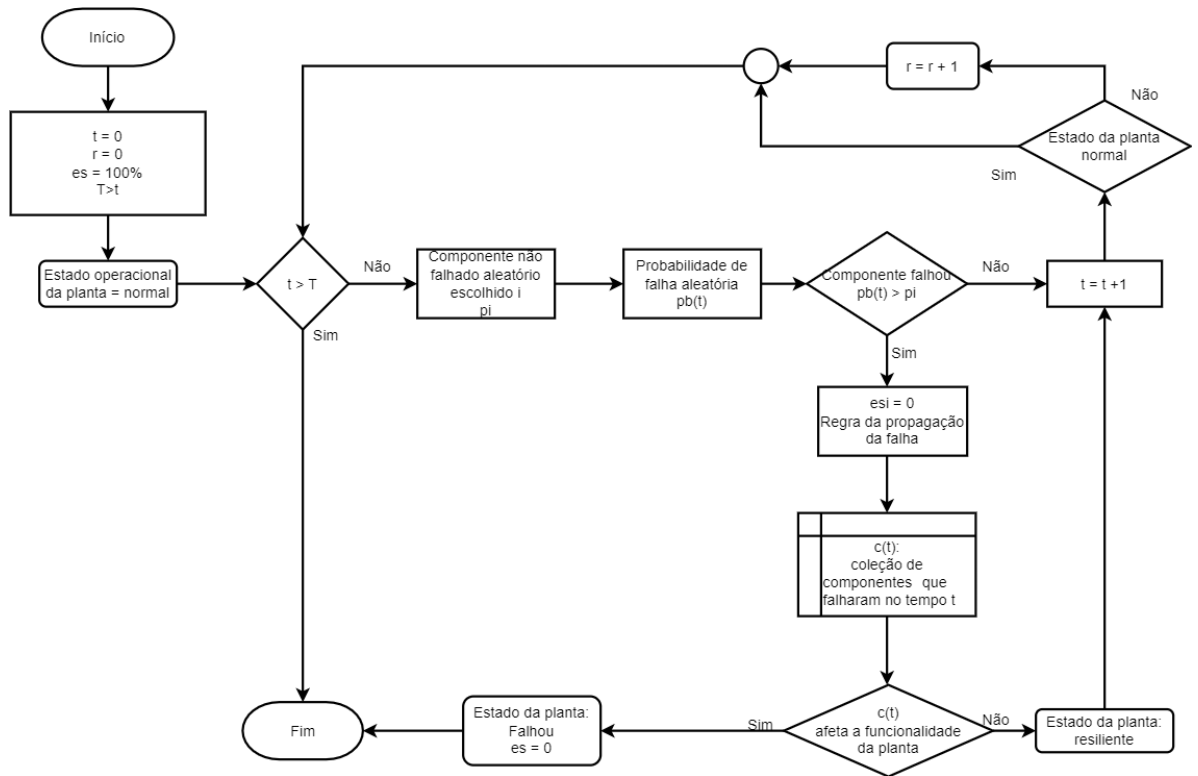 Início
t = 0
r = 0
es = 100%
T>t
Estado operacional
da planta = normal
t > T
Não
Sim
Componente não
falhado aleatório
escolhido i
pi
Probabilidade de
falha aleatória
pb(t)
Componente falhou
pb(t) > pi
Não
Sim
t = t +1
Estado da planta
normal
Não
Sim
r = r + 1
esi = 0
Regra da propagação
da falha
c(t):
coleção de
componentes que
falharam no tempo t
c(t)
afeta a funcionalidade
da planta
Sim
Não
Estado da planta:
resiliente
Estado da planta:
Falhou
es = 0
Fim